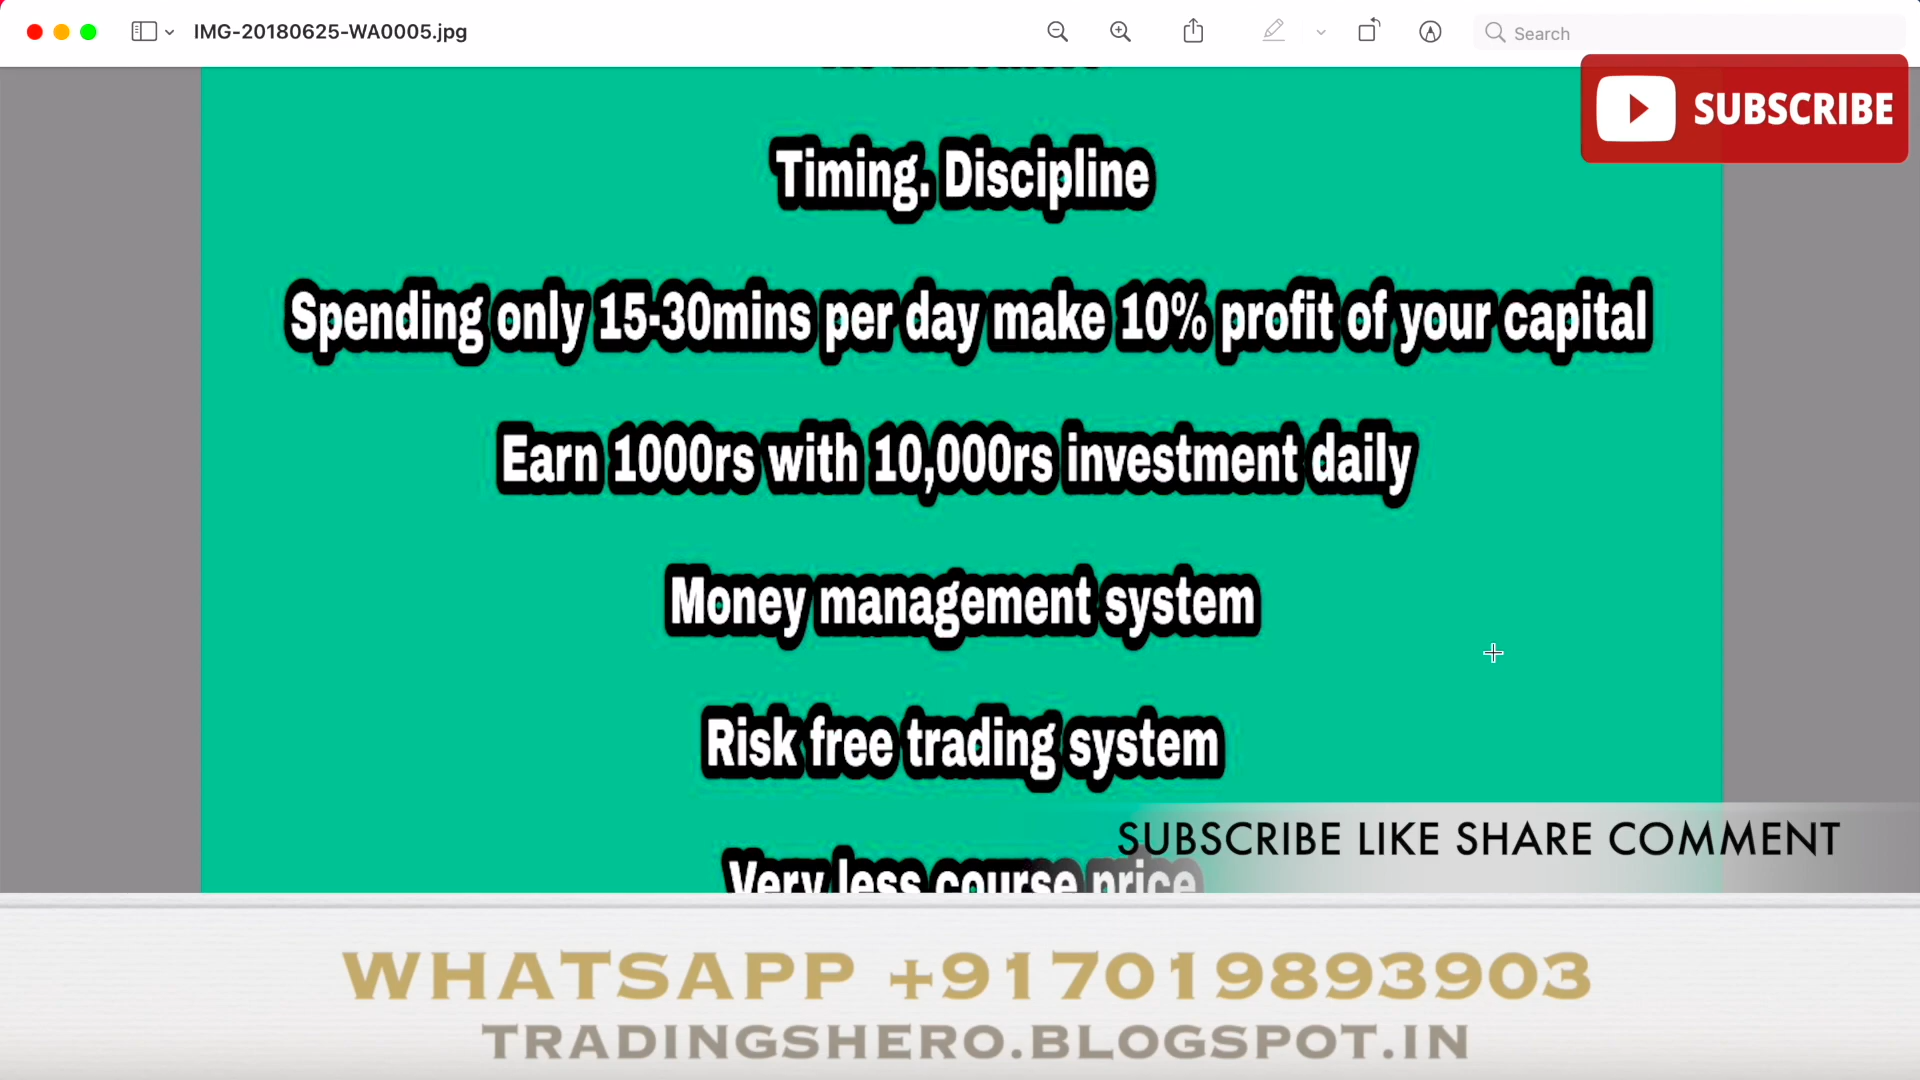 IMG-20180625-WA0005.jpg
Search
SUBSCRIBE
Timing. Discipline
Spending only 15-30mins per day make 10% profit of your capital
Earn 1000rs with 10,000rs investment daily
Money management system
Risk free trading system
Very less course price
SUBSCRIBE LIKE SHARE COMMENT
WHATSAPP +917019893903
TRADINGSHERO.BLOGSPOT.IN